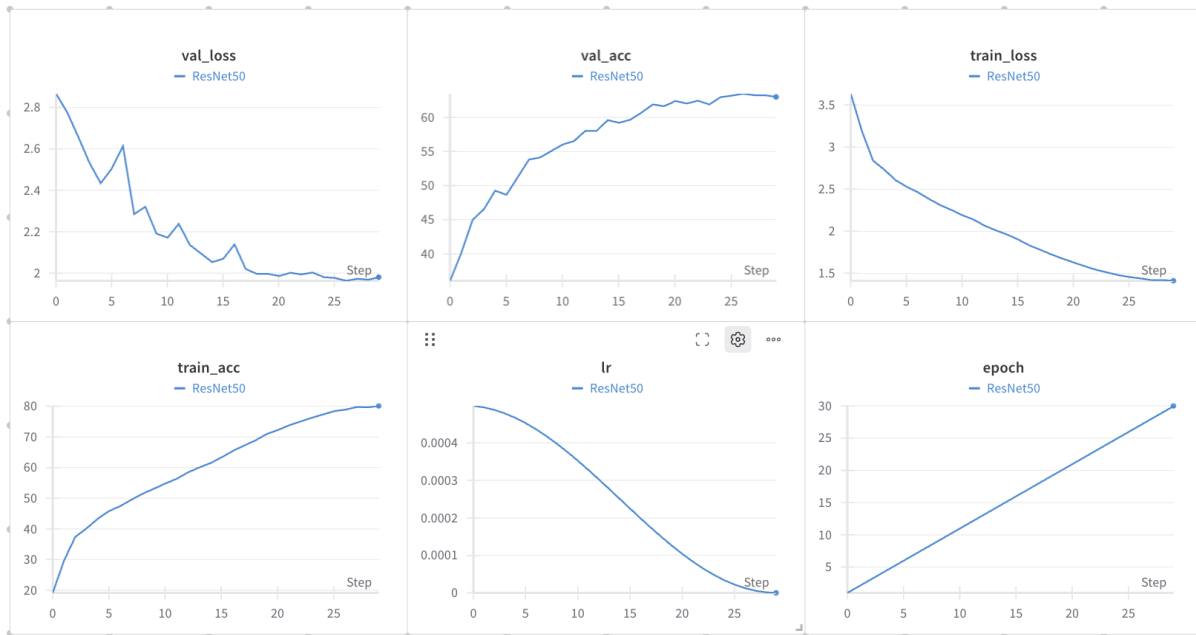 val_loss
ResNet50
2.8
2.6
2.4
2.2
2
Step
0 5 10 15 20 25
val_acc
ResNet50
60
55
50
45
40
Step
0 5 10 15 20 25
train_loss
ResNet50
3.5
3
2.5
2
1.5
Step
0 5 10 15 20 25
train_acc
ResNet50
80
70
60
50
40
30
20
Step
0 5 10 15 20 25
lr
ResNet50
0.0004
0.0003
0.0002
0.0001
0
Step
0 5 10 15 20 25
epoch
ResNet50
30
25
20
15
10
5
Step
0 5 10 15 20 25